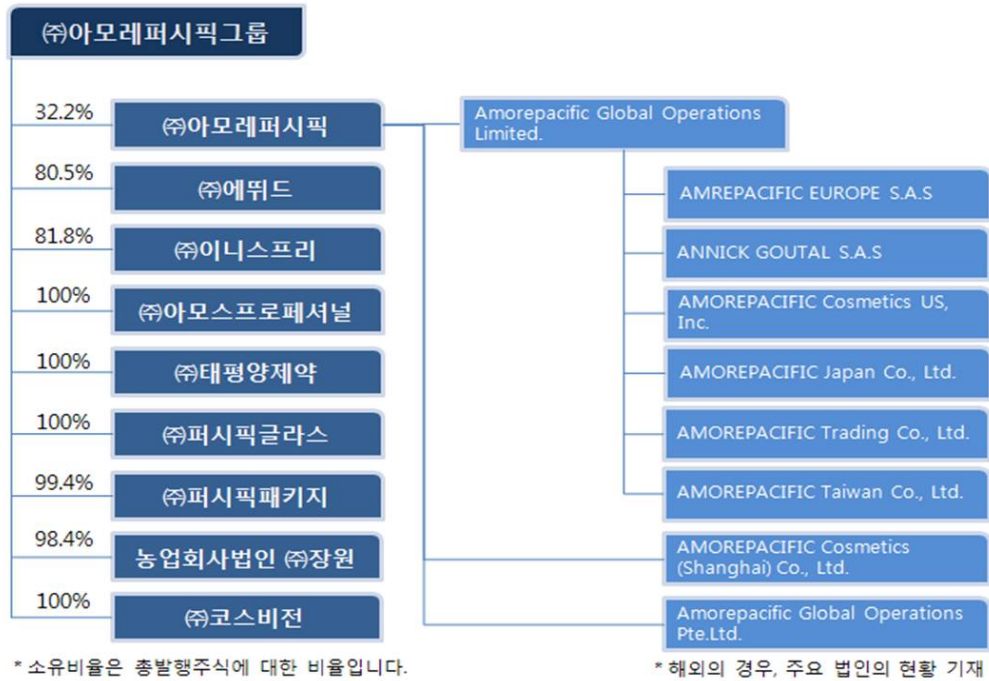 ㈜아모레퍼시픽그룹
32.2%
㈜아모레퍼시픽
80.5%
㈜에뛰드
81.8%
㈜이니스프리
100%
㈜아모스프로페셔널
100%
㈜태평양제약
100%
㈜퍼시픽글라스
99.4%
㈜퍼시픽패키지
98.4%
농업회사법인 ㈜장원
100%
㈜코스비전
Amorepacific Global Operations
Limited.
AMREPACIFIC EUROPE S.A.S
ANNICK GOUTAL S.A.S
AMOREPACIFIC Cosmetics US,
Inc.
AMOREPACIFIC Japan Co., Ltd.
AMOREPACIFIC Trading Co., Ltd.
AMOREPACIFIC Taiwan Co., Ltd.
AMOREPACIFIC Cosmetics
(Shanghai) Co., Ltd.
Amorepacific Global Operations
Pte.Ltd.
* 소유비율은 총발행주식에 대한 비율입니다.
* 해외의 경우, 주요 법인의 현황 기재